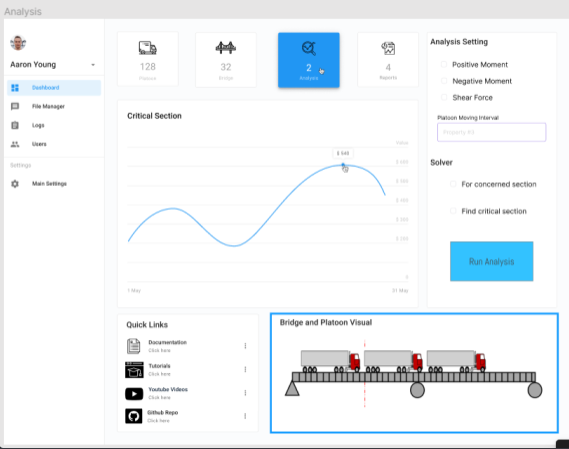 Analysis
Aaron Young
Dashboard
File Manager
Logs
Users
Settings
Main Settings
128
Platoon
32
Bridge
2
Analysis
4
Reports
Critical Section
Value
$ 540
1 May
31 May
0
Analysis Setting
Positive Moment
Negative Moment
Shear Force
Platoon Moving Interval
Solver
For concerned section
Find critical section
Run Analysis
Quick Links
Documentation
Click here
Tutorials
Click here
Youtube Videos
Click here
Github Repo
Click here
Bridge and Platoon Visual